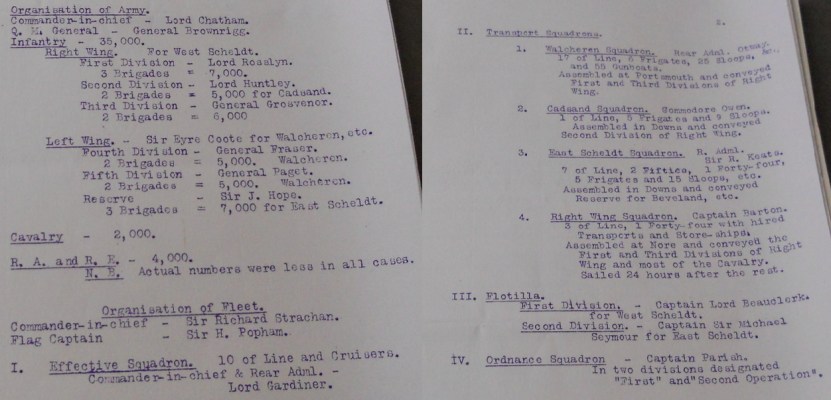 Organisation of Army.
Commander-in-chief - Lord Chatham.
Q. M. General - General Brownrigg.
Infantry - 35,000.
Right Wing. For West Scheldt.
First Division - Lord Rosslyn.
3 Brigades = 7,000.
Second Division - Lord Huntley.
2 Brigades = 5,000 for Cadsand.
Third Division - General Grosvenor.
2 Brigades = 6,000
Left Wing. - Sir Eyre Coote for Walcheren, etc.
Fourth Division - General Fraser.
2 Brigades = 5,000. Walcheren.
Fifth Division - General Paget.
2 Brigades = 5,000. Walcheren.
Reserve - Sir J. Hope.
3 Brigades = 7,000 for East Scheldt.
Cavalry - 2,000.
R. A. and R. E. - 4,000.
N. B. Actual numbers were less in all cases.
Organisation of Fleet.
Commander-in-chief - Sir Richard Strachan.
Flag Captain - Sir H. Popham.
I. Effective Squadron. 10 of Line and Cruisers.
Commander-in-chief & Rear Adml. -
Lord Gardiner.
2.
II. Transport Squadrons.
1. Walcheren Squadron. Rear Adml. Otway.
17 of Line, 6 Frigates, 25 Sloops, &c.
and 55 Gunboats.
Assembled at Portsmouth and conveyed
First and Third Divisions of Right
Wing.
2. Cadsand Squadron. Commodore Owen.
1 of Line, 5 Frigates and 9 Sloops.
Assembled in Downs and conveyed
Second Division of Right Wing.
3. East Scheldt Squadron. R. Adml.
Sir R. Keats.
7 of Line, 2 Fifties, 1 Forty-four,
5 Frigates and 15 Sloops, etc.
Assembled in Downs and conveyed
Reserve for Beveland, etc.
4. Right Wing Squadron. Captain Barton.
3 of Line, 1 Forty-four with hired
Transports and Store-ships.
Assembled at Nore and conveyed the
First and Third Divisions of Right
Wing and most of the Cavalry.
Sailed 24 hours after the rest.
III. Flotilla.
First Division. - Captain Lord Beauclerk.
for West Scheldt.
Second Division. - Captain Sir Michael
Seymour for East Scheldt.
IV. Ordnance Squadron - Captain Parish.
In two divisions designated
"First" and "Second Operation".